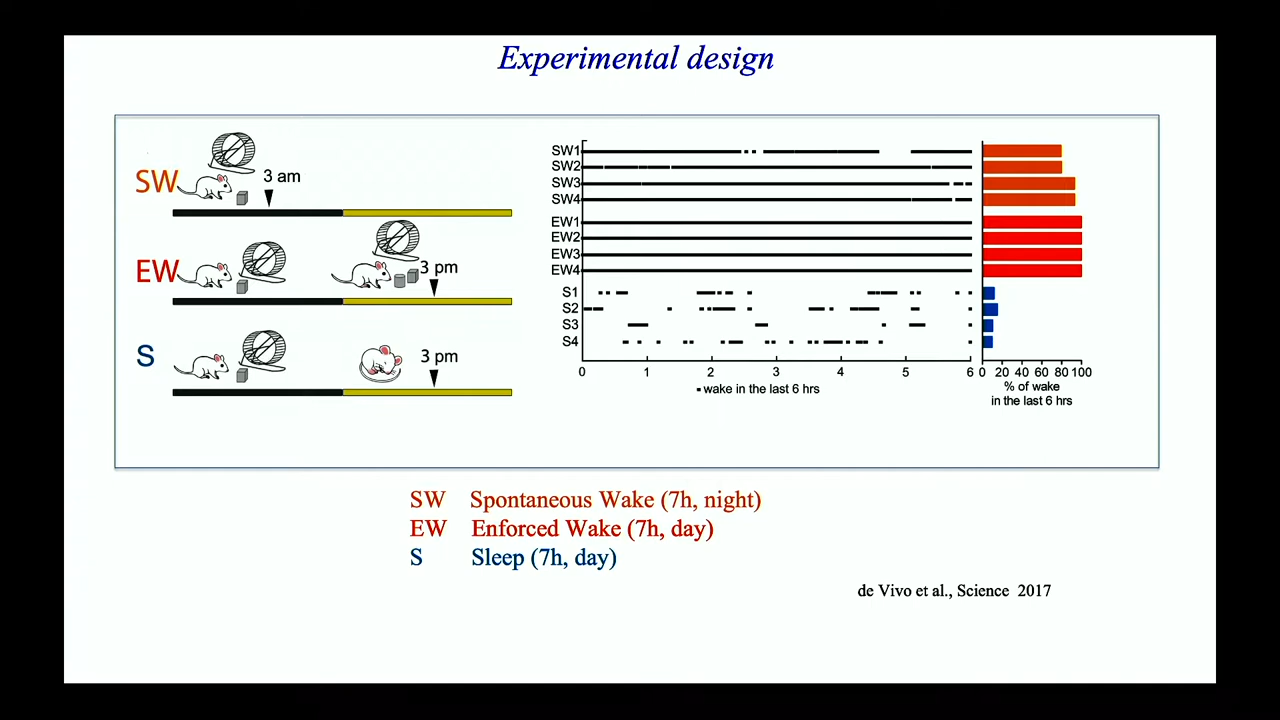 Experimental design
SW
3 am
EW
3 pm
S
3 pm
SW1
SW2
SW3
SW4
EW1
EW2
EW3
EW4
S1
S2
S3
S4
0 1 2 3 4 5 6
wake in the last 6 hrs
0 20 40 60 80 100
% of wake
in the last 6 hrs
SW Spontaneous Wake (7h, night)
EW Enforced Wake (7h, day)
S Sleep (7h, day)
de Vivo et al., Science 2017